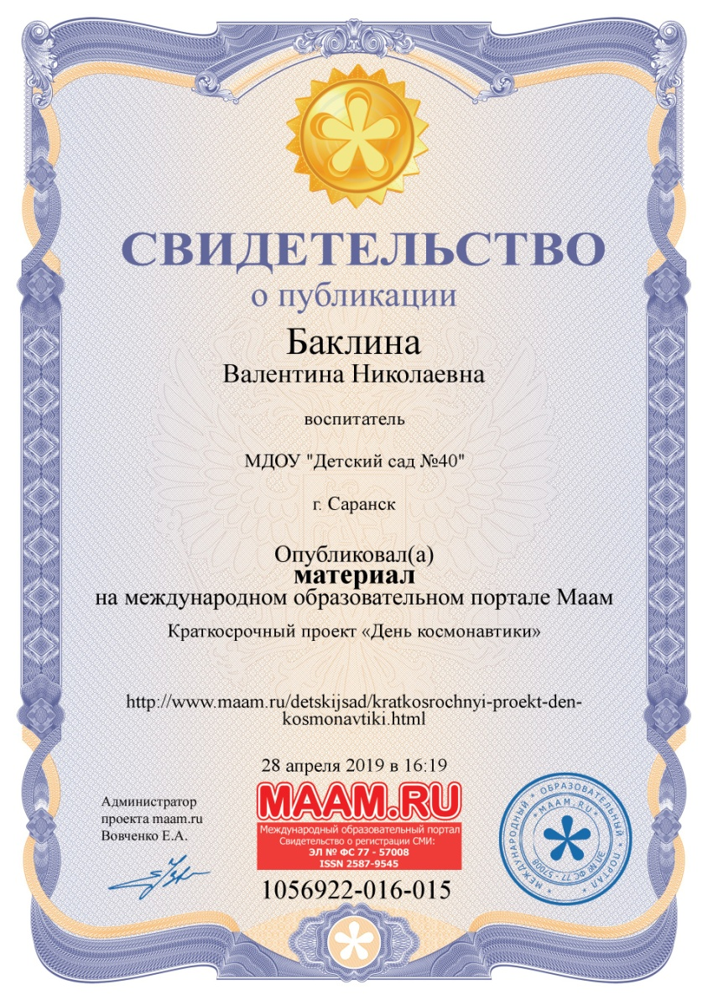 СВИДЕТЕЛЬСТВО
о публикации
Баклина
Валентина Николаевна
воспитатель
МДОУ "Детский сад №40"
г. Саранск
Опубликовал(а)
материал
на международном образовательном портале Маам
Краткосрочный проект «День космонавтики»
http://www.maam.ru/detskijsad/kratkosrochnyi-proekt-den-
kosmonavtiki.html
28 апреля 2019 в 16:19
Администратор
проекта maam.ru
Вовченко Е.А.
MAAM.RU
Международный образовательный портал
Свидетельство о регистрации СМИ:
ЭЛ № ФС 77 - 57008
ISSN 2587-9545
1056922-016-015
* МЕЖДУНАРОДНЫЙ * ОБРАЗОВАТЕЛЬНЫЙ * ПОРТАЛ *
* MAAM.RU *
ЭЛ № ФС 77 - 57008